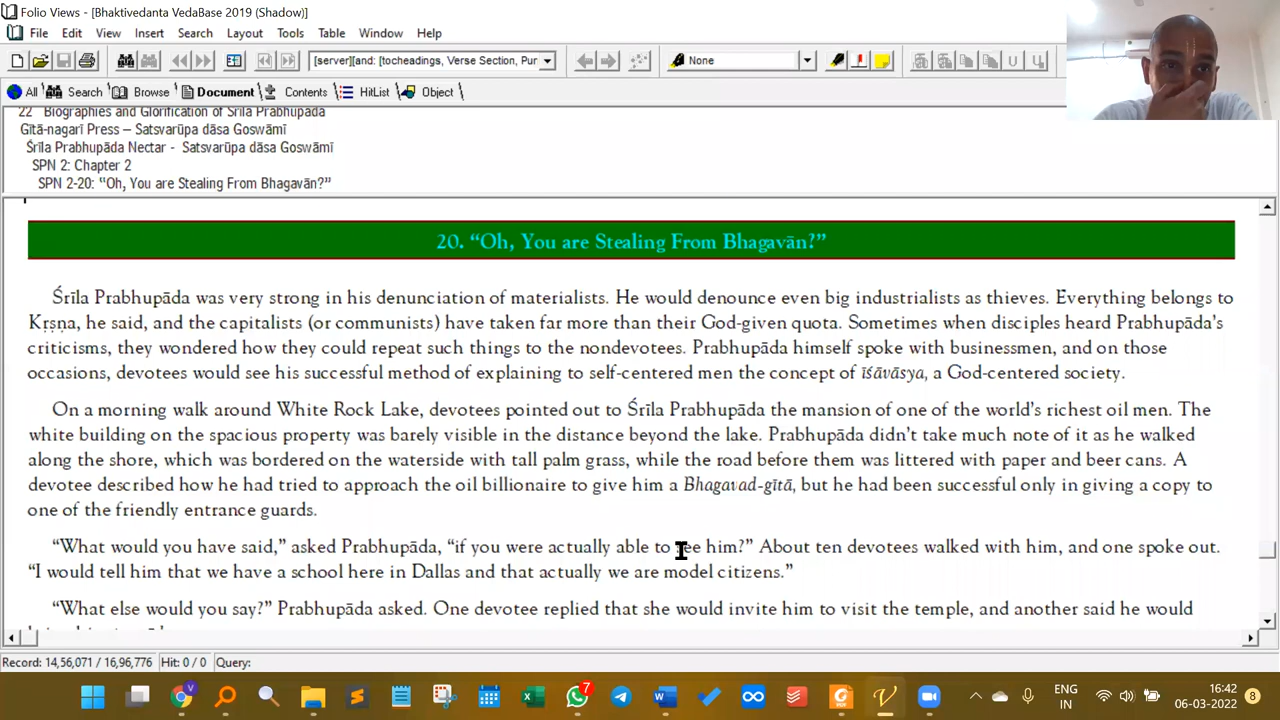 Folio Views - [Bhaktivedanta VedaBase 2019 (Shadow)]
File Edit View Insert Search Layout Tools Table Window Help
[server][and: [tocheadings, Verse Section, Pur None
All Search Browse Document Contents HitList Object
22 Biographies and Glorification of Śrīla Prabhupāda
Gītā-nagarī Press – Satsvarūpa dāsa Goswāmī
Śrīla Prabhupāda Nectar - Satsvarūpa dāsa Goswāmī
SPN 2: Chapter 2
SPN 2-20: “Oh, You are Stealing From Bhagavān?”
20. “Oh, You are Stealing From Bhagavān?”
Śrīla Prabhupāda was very strong in his denunciation of materialists. He would denounce even big industrialists as thieves. Everything belongs to
Kṛṣṇa, he said, and the capitalists (or communists) have taken far more than their God-given quota. Sometimes when disciples heard Prabhupāda's
criticisms, they wondered how they could repeat such things to the nondevotees. Prabhupāda himself spoke with businessmen, and on those
occasions, devotees would see his successful method of explaining to self-centered men the concept of īśāvāsya, a God-centered society.
On a morning walk around White Rock Lake, devotees pointed out to Śrīla Prabhupāda the mansion of one of the world's richest oil men. The
white building on the spacious property was barely visible in the distance beyond the lake. Prabhupāda didn't take much note of it as he walked
along the shore, which was bordered on the waterside with tall palm grass, while the road before them was littered with paper and beer cans. A
devotee described how he had tried to approach the oil billionaire to give him a Bhagavad-gītā, but he had been successful only in giving a copy to
one of the friendly entrance guards.
“What would you have said,” asked Prabhupāda, “if you were actually able to see him?” About ten devotees walked with him, and one spoke out.
“I would tell him that we have a school here in Dallas and that actually we are model citizens.”
“What else would you say?” Prabhupāda asked. One devotee replied that she would invite him to visit the temple, and another said he would
Record: 14,56,071 / 16,96,776 Hit: 0 / 0 Query:
7
ENG
IN
16:42
06-03-2022
8